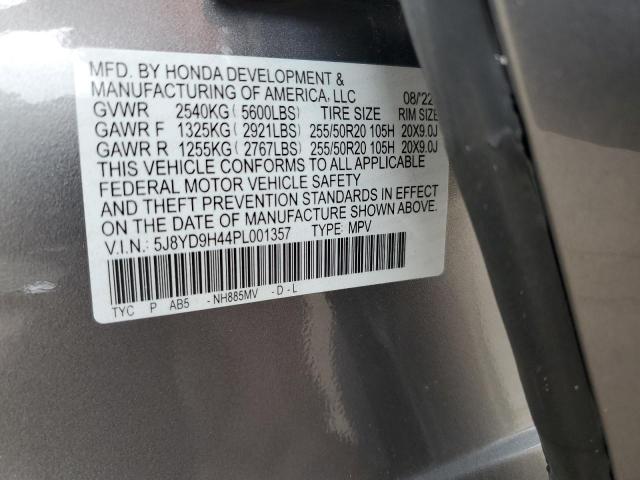 MFD. BY HONDA DEVELOPMENT &
MANUFACTURING OF AMERICA, LLC 08/22
GVWR 2540KG ( 5600LBS) TIRE SIZE RIM SIZE
GAWR F 1325KG ( 2921LBS) 255/50R20 105H 20X9.0J
GAWR R 1255KG ( 2767LBS) 255/50R20 105H 20X9.0J
THIS VEHICLE CONFORMS TO ALL APPLICABLE
FEDERAL MOTOR VEHICLE SAFETY
AND THEFT PREVENTION STANDARDS IN EFFECT
ON THE DATE OF MANUFACTURE SHOWN ABOVE.
V.I.N.: 5J8YD9H44PL001357 TYPE: MPV
TYC P AB5 - NH885MV - D - L